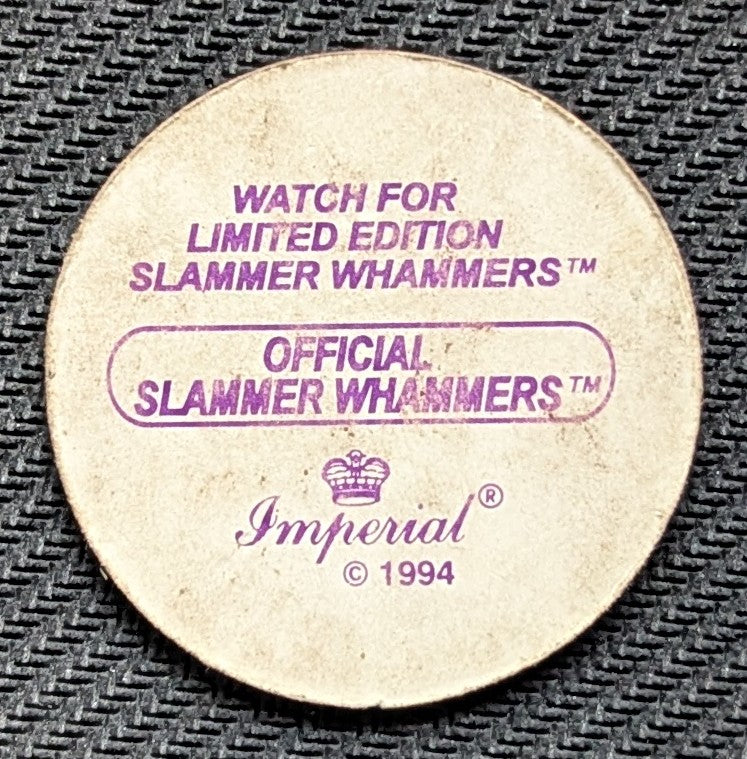 WATCH FOR
LIMITED EDITION
SLAMMER WHAMMERS™
OFFICIAL
SLAMMER WHAMMERS™
Imperial®
© 1994